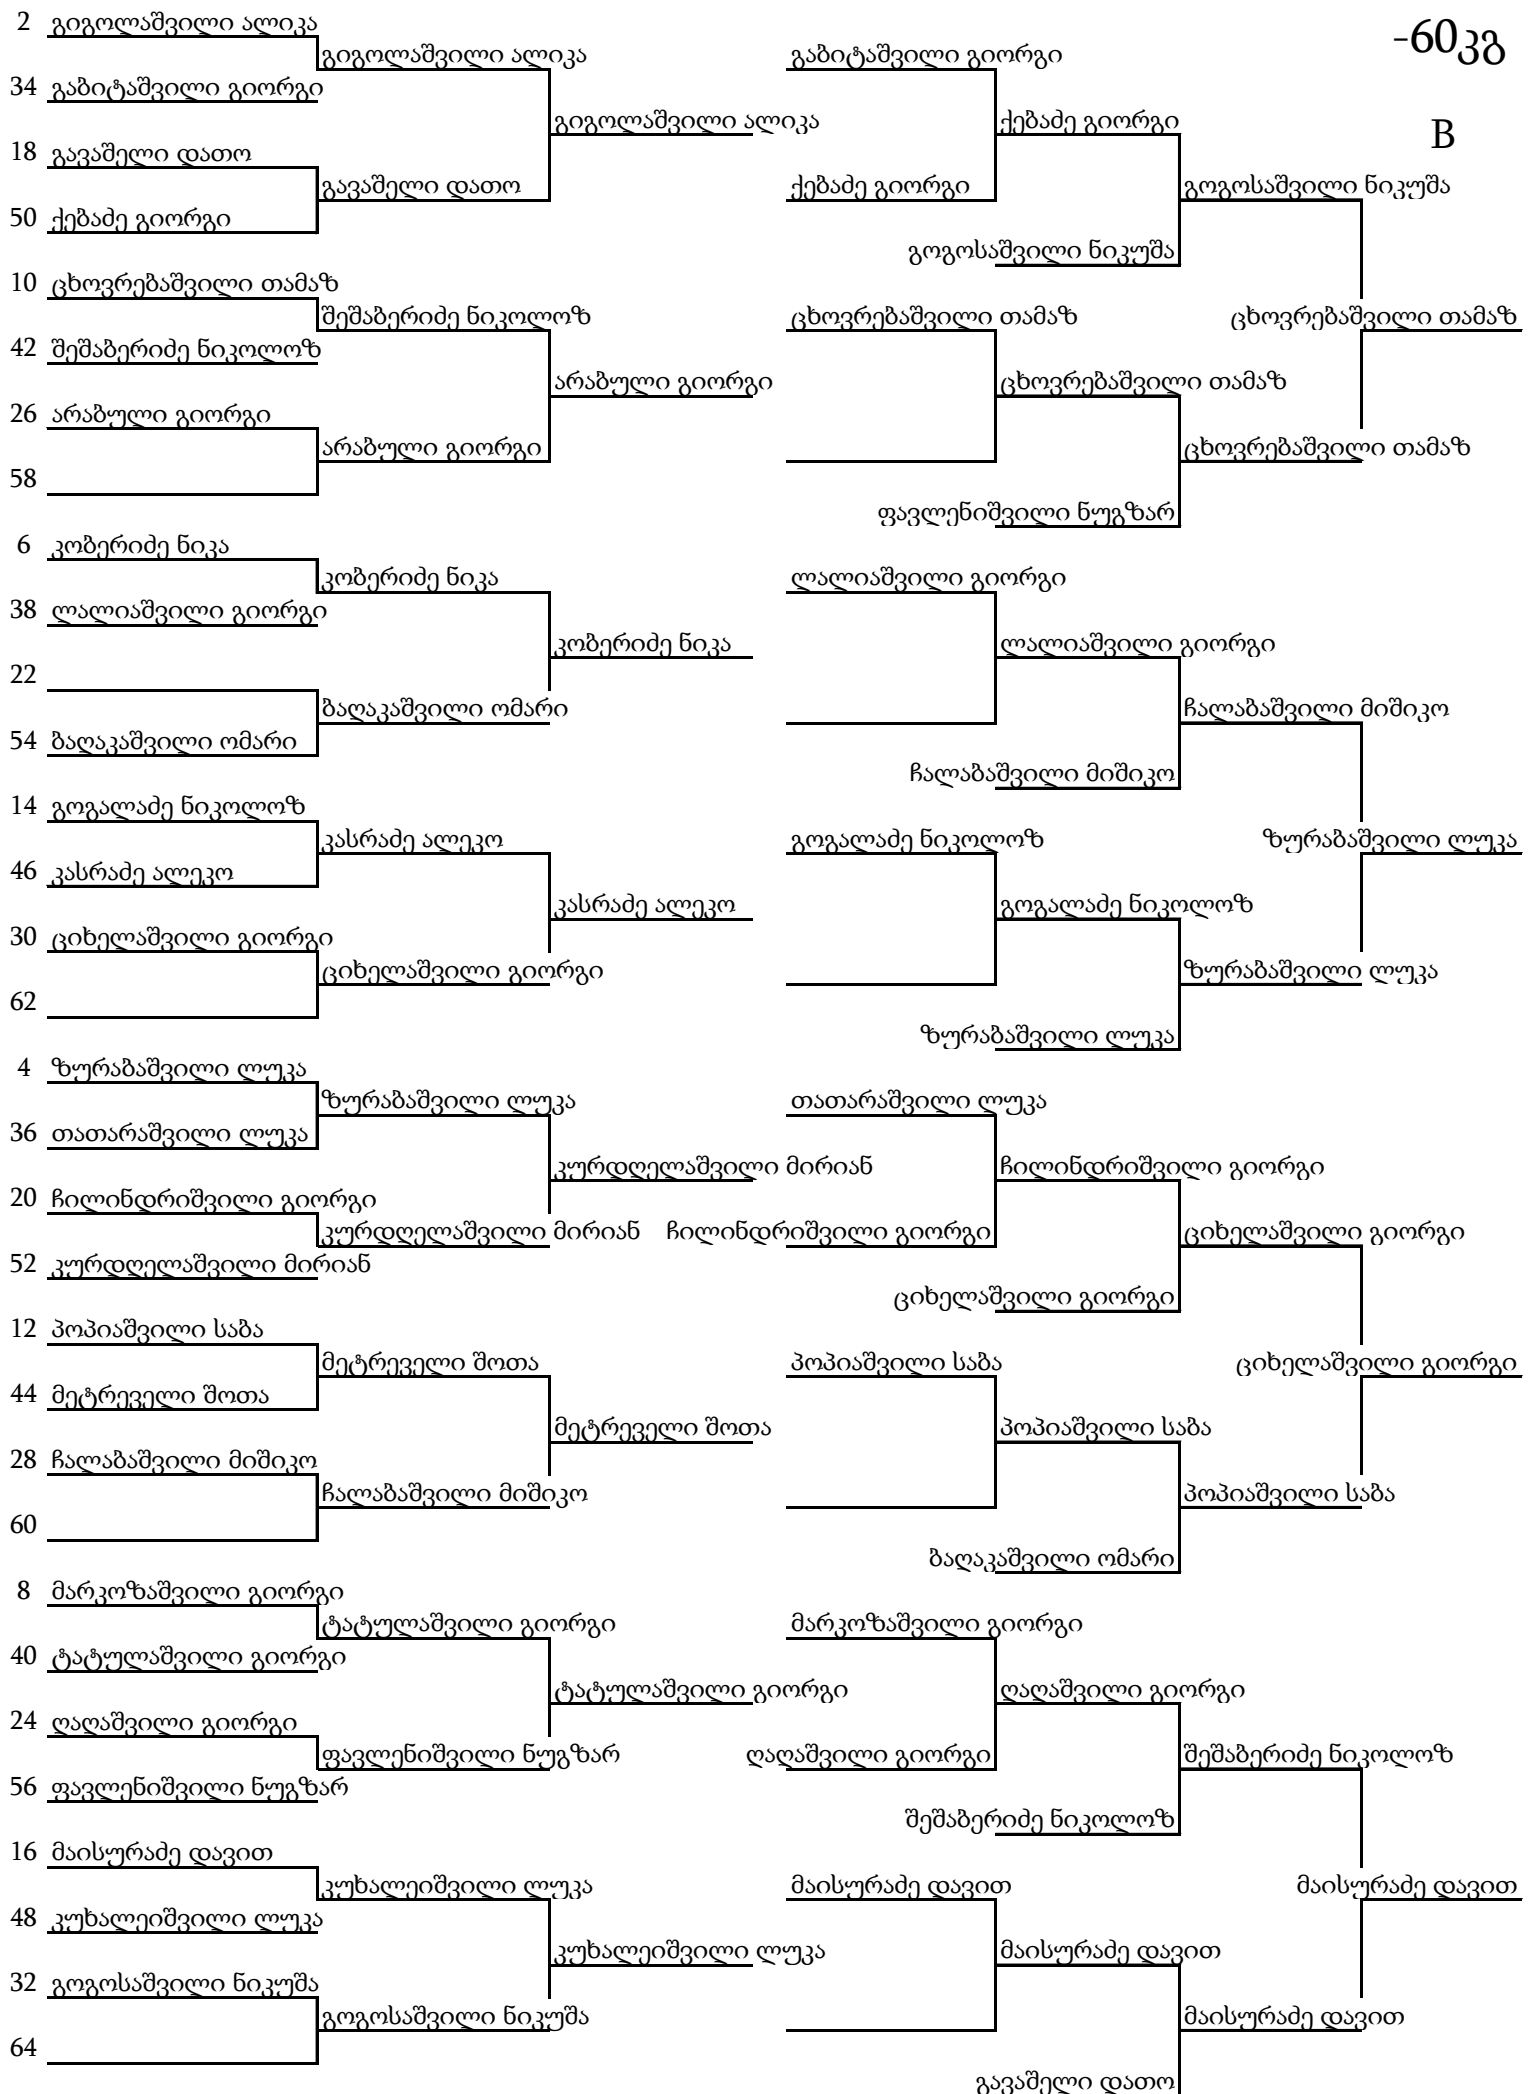 -60კგ
B
2 გიგოლაშვილი ალიკა
გიგოლაშვილი ალიკა
გაბიტაშვილი გიორგი
34 გაბიტაშვილი გიორგი
გიგოლაშვილი ალიკა
ქებაძე გიორგი
18 გავაშელი დათო
გავაშელი დათო
ქებაძე გიორგი
გოგოსაშვილი ნიკუშა
50 ქებაძე გიორგი
გოგოსაშვილი ნიკუშა
10 ცხოვრებაშვილი თამაზ
შეშაბერიძე ნიკოლოზ
ცხოვრებაშვილი თამაზ
ცხოვრებაშვილი თამაზ
42 შეშაბერიძე ნიკოლოზ
არაბული გიორგი
ცხოვრებაშვილი თამაზ
26 არაბული გიორგი
არაბული გიორგი
ცხოვრებაშვილი თამაზ
58
ფავლენიშვილი ნუგზარ
6 კობერიძე ნიკა
კობერიძე ნიკა
ლალიაშვილი გიორგი
38 ლალიაშვილი გიორგი
კობერიძე ნიკა
ლალიაშვილი გიორგი
22
ბაღაკაშვილი ომარი
ჩალაბაშვილი მიშიკო
54 ბაღაკაშვილი ომარი
ჩალაბაშვილი მიშიკო
14 გოგალაძე ნიკოლოზ
კასრაძე ალეკო
გოგალაძე ნიკოლოზ
ზურაბაშვილი ლუკა
46 კასრაძე ალეკო
კასრაძე ალეკო
გოგალაძე ნიკოლოზ
30 ციხელაშვილი გიორგი
ციხელაშვილი გიორგი
ზურაბაშვილი ლუკა
62
ზურაბაშვილი ლუკა
4 ზურაბაშვილი ლუკა
ზურაბაშვილი ლუკა
თათარაშვილი ლუკა
36 თათარაშვილი ლუკა
კურდღელაშვილი მირიან
ჩილინდრიშვილი გიორგი
20 ჩილინდრიშვილი გიორგი
კურდღელაშვილი მირიან
ჩილინდრიშვილი გიორგი
ციხელაშვილი გიორგი
52 კურდღელაშვილი მირიან
ციხელაშვილი გიორგი
12 პოპიაშვილი საბა
მეტრეველი შოთა
პოპიაშვილი საბა
ციხელაშვილი გიორგი
44 მეტრეველი შოთა
მეტრეველი შოთა
პოპიაშვილი საბა
28 ჩალაბაშვილი მიშიკო
ჩალაბაშვილი მიშიკო
პოპიაშვილი საბა
60
ბაღაკაშვილი ომარი
8 მარკოზაშვილი გიორგი
ტატულაშვილი გიორგი
მარკოზაშვილი გიორგი
40 ტატულაშვილი გიორგი
ტატულაშვილი გიორგი
ღაღაშვილი გიორგი
24 ღაღაშვილი გიორგი
ფავლენიშვილი ნუგზარ
ღაღაშვილი გიორგი
შეშაბერიძე ნიკოლოზ
56 ფავლენიშვილი ნუგზარ
შეშაბერიძე ნიკოლოზ
16 მაისურაძე დავით
კუხალეიშვილი ლუკა
მაისურაძე დავით
მაისურაძე დავით
48 კუხალეიშვილი ლუკა
კუხალეიშვილი ლუკა
მაისურაძე დავით
32 გოგოსაშვილი ნიკუშა
გოგოსაშვილი ნიკუშა
მაისურაძე დავით
64
გავაშელი დათო